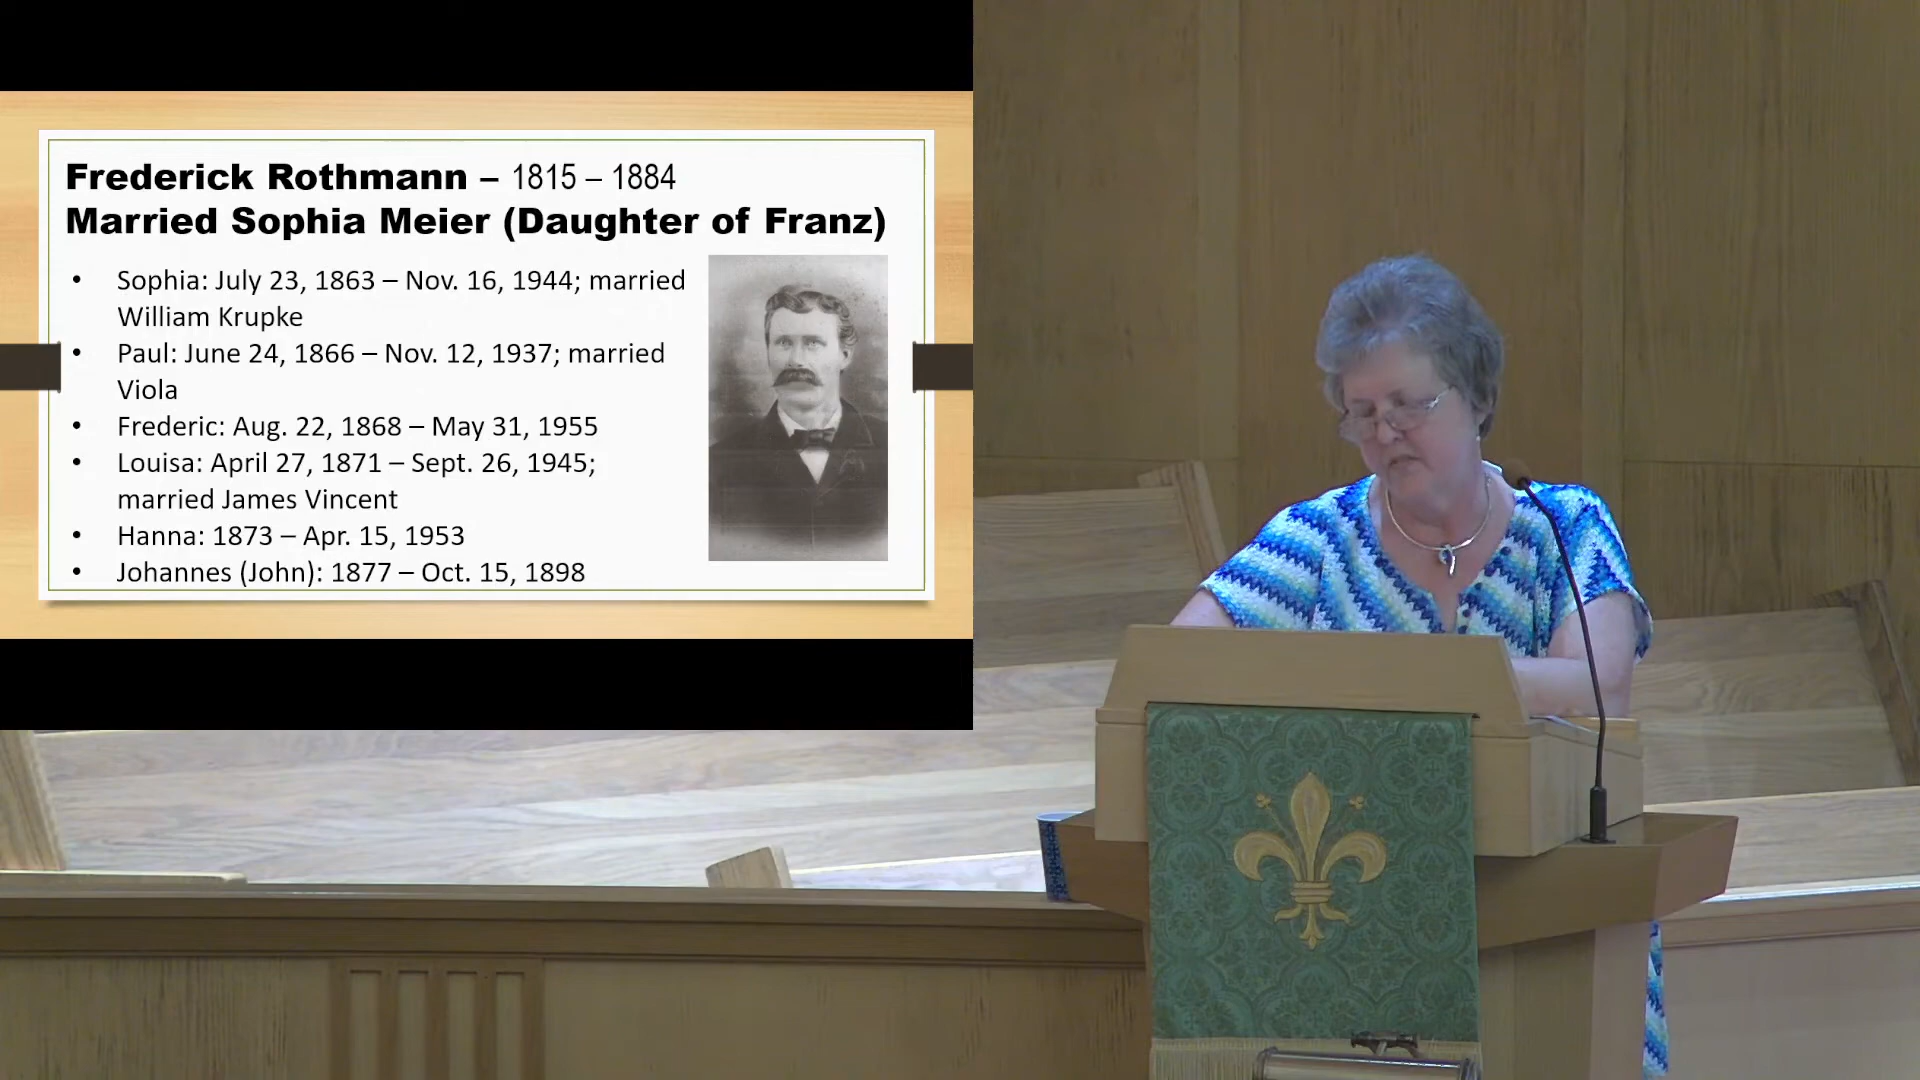 Frederick Rothmann – 1815 – 1884
Married Sophia Meier (Daughter of Franz)
• Sophia: July 23, 1863 – Nov. 16, 1944; married
William Krupke
• Paul: June 24, 1866 – Nov. 12, 1937; married
Viola
• Frederic: Aug. 22, 1868 – May 31, 1955
• Louisa: April 27, 1871 – Sept. 26, 1945;
married James Vincent
• Hanna: 1873 – Apr. 15, 1953
• Johannes (John): 1877 – Oct. 15, 1898